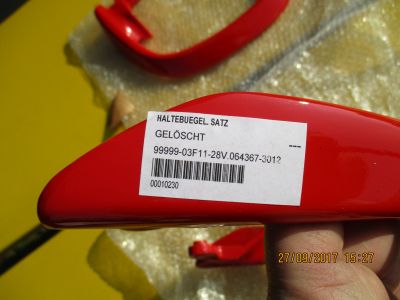 HALTEBUEGEL. SATZ
GELÖSCHT
---
99999-03F11-28V.064367-3012
00010230
27/09/2017 15:27